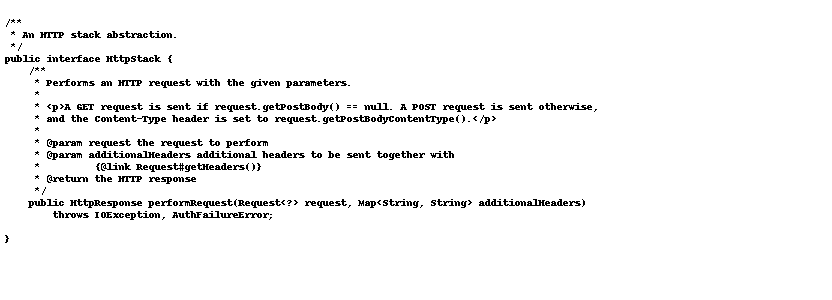 /**
 * An HTTP stack abstraction.
 */
public interface HttpStack {
    /**
     * Performs an HTTP request with the given parameters.
     *
     * <p>A GET request is sent if request.getPostBody() == null. A POST request is sent otherwise,
     * and the Content-Type header is set to request.getPostBodyContentType().</p>
     *
     * @param request the request to perform
     * @param additionalHeaders additional headers to be sent together with
     *         {@link Request#getHeaders()}
     * @return the HTTP response
     */
    public HttpResponse performRequest(Request<?> request, Map<String, String> additionalHeaders)
        throws IOException, AuthFailureError;

}